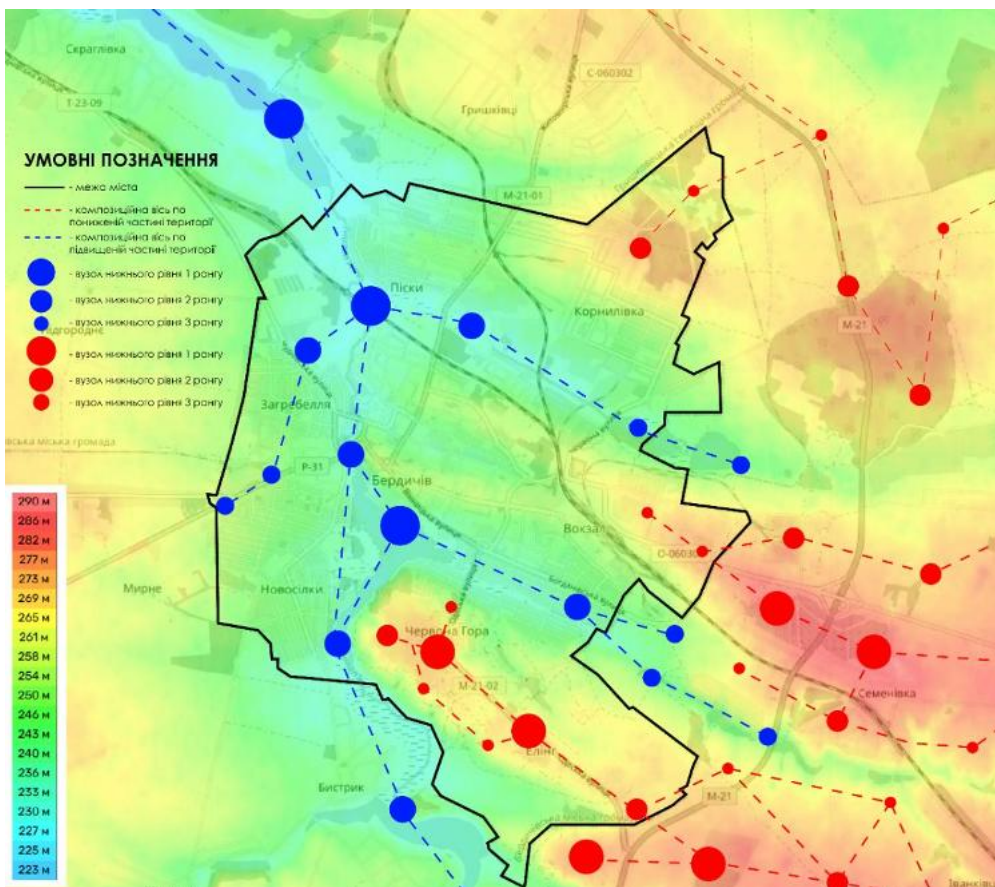 Скраглівка
Т-23-09
С-060302
Гришківці
М-21-01
УМОВНІ ПОЗНАЧЕННЯ
- межа міста
- композиційна вісь по
пониженій частині території
- композиційна вісь по
підвищеній частині території
- вузол нижнього рівня 1 рангу
- вузол нижнього рівня 2 рангу
- вузол нижнього рівня 3 рангу
- вузол нижнього рівня 1 рангу
- вузол нижнього рівня 2 рангу
- вузол нижнього рівня 3 рангу
Піски
Корнилівка
М-21
Загребелля
Р-31
Бердичів
Вокзал
Мирне
Новосілки
Червона Гора
М-21-02
Семенівка
Елінг
Бистрик
М-21
290 м
286 м
282 м
277 м
273 м
269 м
265 м
261 м
258 м
254 м
250 м
246 м
243 м
240 м
236 м
233 м
230 м
227 м
225 м
223 м